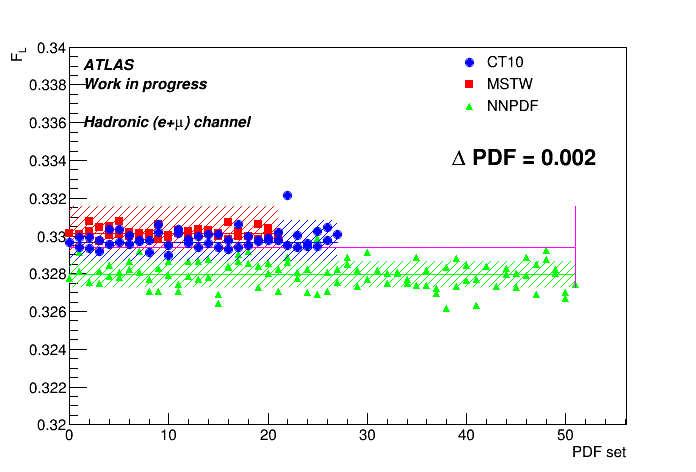 F_L
0.34
0.338
0.336
0.334
0.332
0.33
0.328
0.326
0.324
0.322
0.32
ATLAS
Work in progress
Hadronic (e+μ) channel
CT10
MSTW
NNPDF
Δ PDF = 0.002
0 10 20 30 40 50
PDF set